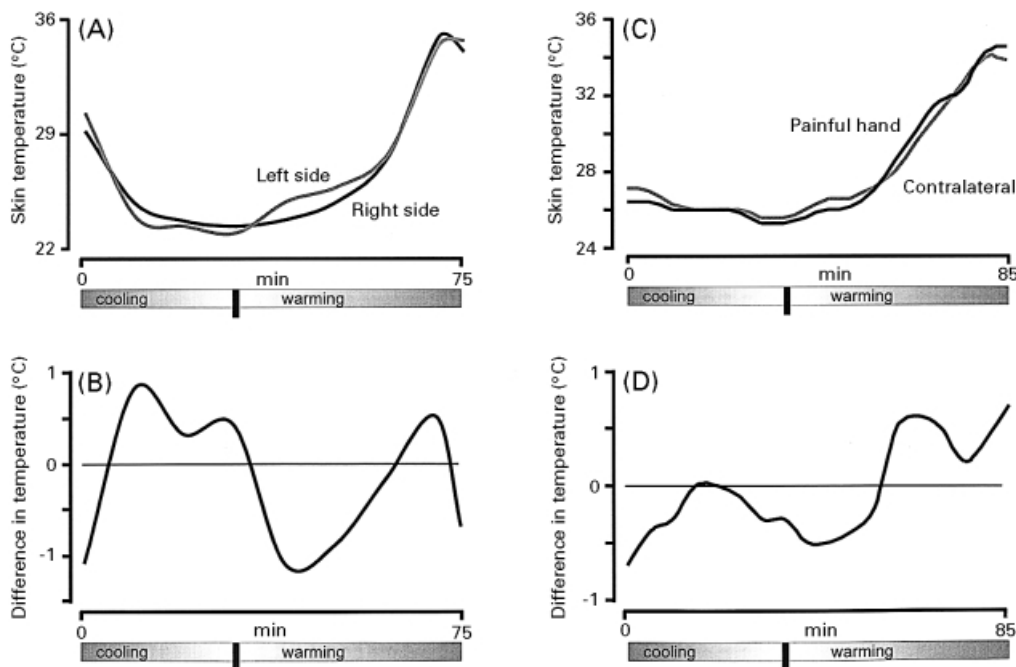 (A)
Skin temperature (°C)
36
29
22
Left side
Right side
0 min 75
cooling warming
(C)
Skin temperature (°C)
36
32
28
24
Painful hand
Contralateral
0 min 85
cooling warming
(B)
Difference in temperature (°C)
1
0
-1
0 min 75
cooling warming
(D)
Difference in temperature (°C)
1
0
-1
0 min 85
cooling warming